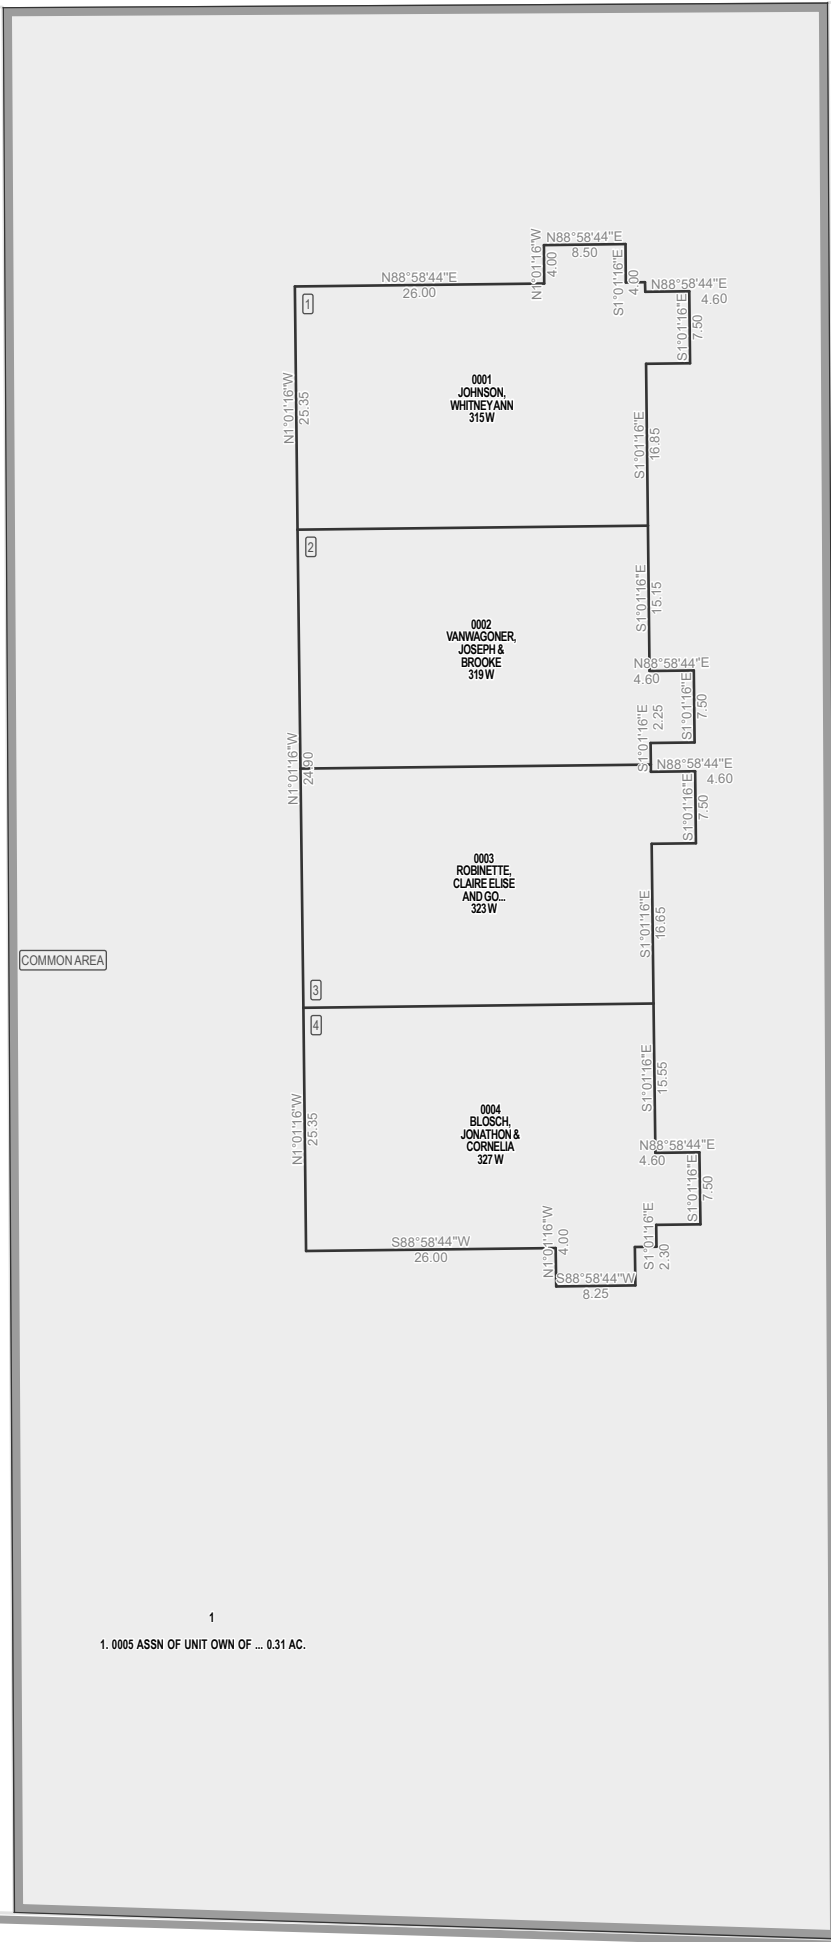 N88°58'44"E
8.50
N1°01'16"W
4.00
S1°01'16"E
4.00
N88°58'44"E
26.00
N88°58'44"E
4.60
1
S1°01'16"E
7.50
N1°01'16"W
25.35
0001
JOHNSON,
WHITNEY ANN
315 W
S1°01'16"E
16.85
2
S1°01'16"E
15.15
0002
VANWAGONER,
JOSEPH &
BROOKE
319 W
N88°58'44"E
4.60
S1°01'16"E
7.50
S1°01'16"E
2.25
N1°01'16"W
24.90
N88°58'44"E
4.60
S1°01'16"E
7.50
0003
ROBINETTE,
CLAIRE ELISE
AND GO...
323 W
S1°01'16"E
16.65
COMMON AREA
3
4
S1°01'16"E
15.55
N1°01'16"W
25.35
0004
BLOSCH,
JONATHON &
CORNELIA
327 W
N88°58'44"E
4.60
S1°01'16"E
7.50
S88°58'44"W
26.00
N1°01'16"W
4.00
S1°01'16"E
2.30
S88°58'44"W
8.25
1
1. 0005 ASSN OF UNIT OWN OF ... 0.31 AC.